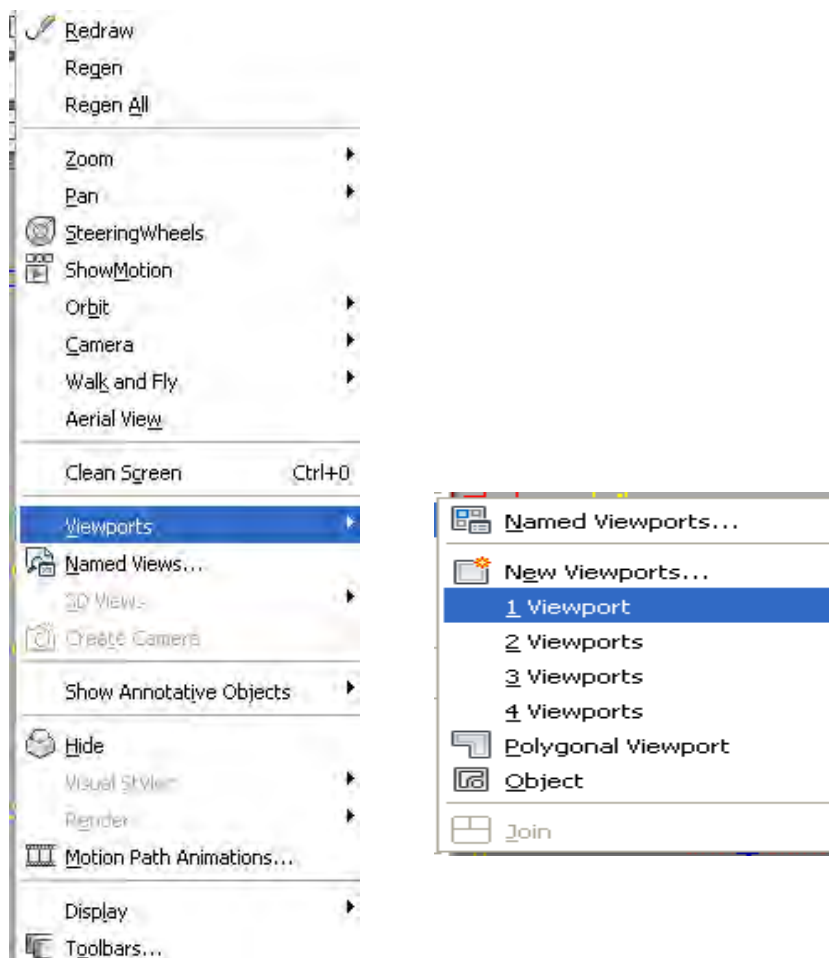 Redraw
Regen
Regen All
Zoom
Pan
SteeringWheels
ShowMotion
Orbit
Camera
Walk and Fly
Aerial View
Clean Screen Ctrl+0
Viewports
Named Views...
3D Views
Create Camera
Show Annotative Objects
Hide
Visual Styles
Render
Motion Path Animations...
Display
Toolbars...
Named Viewports...
New Viewports...
1 Viewport
2 Viewports
3 Viewports
4 Viewports
Polygonal Viewport
Object
Join